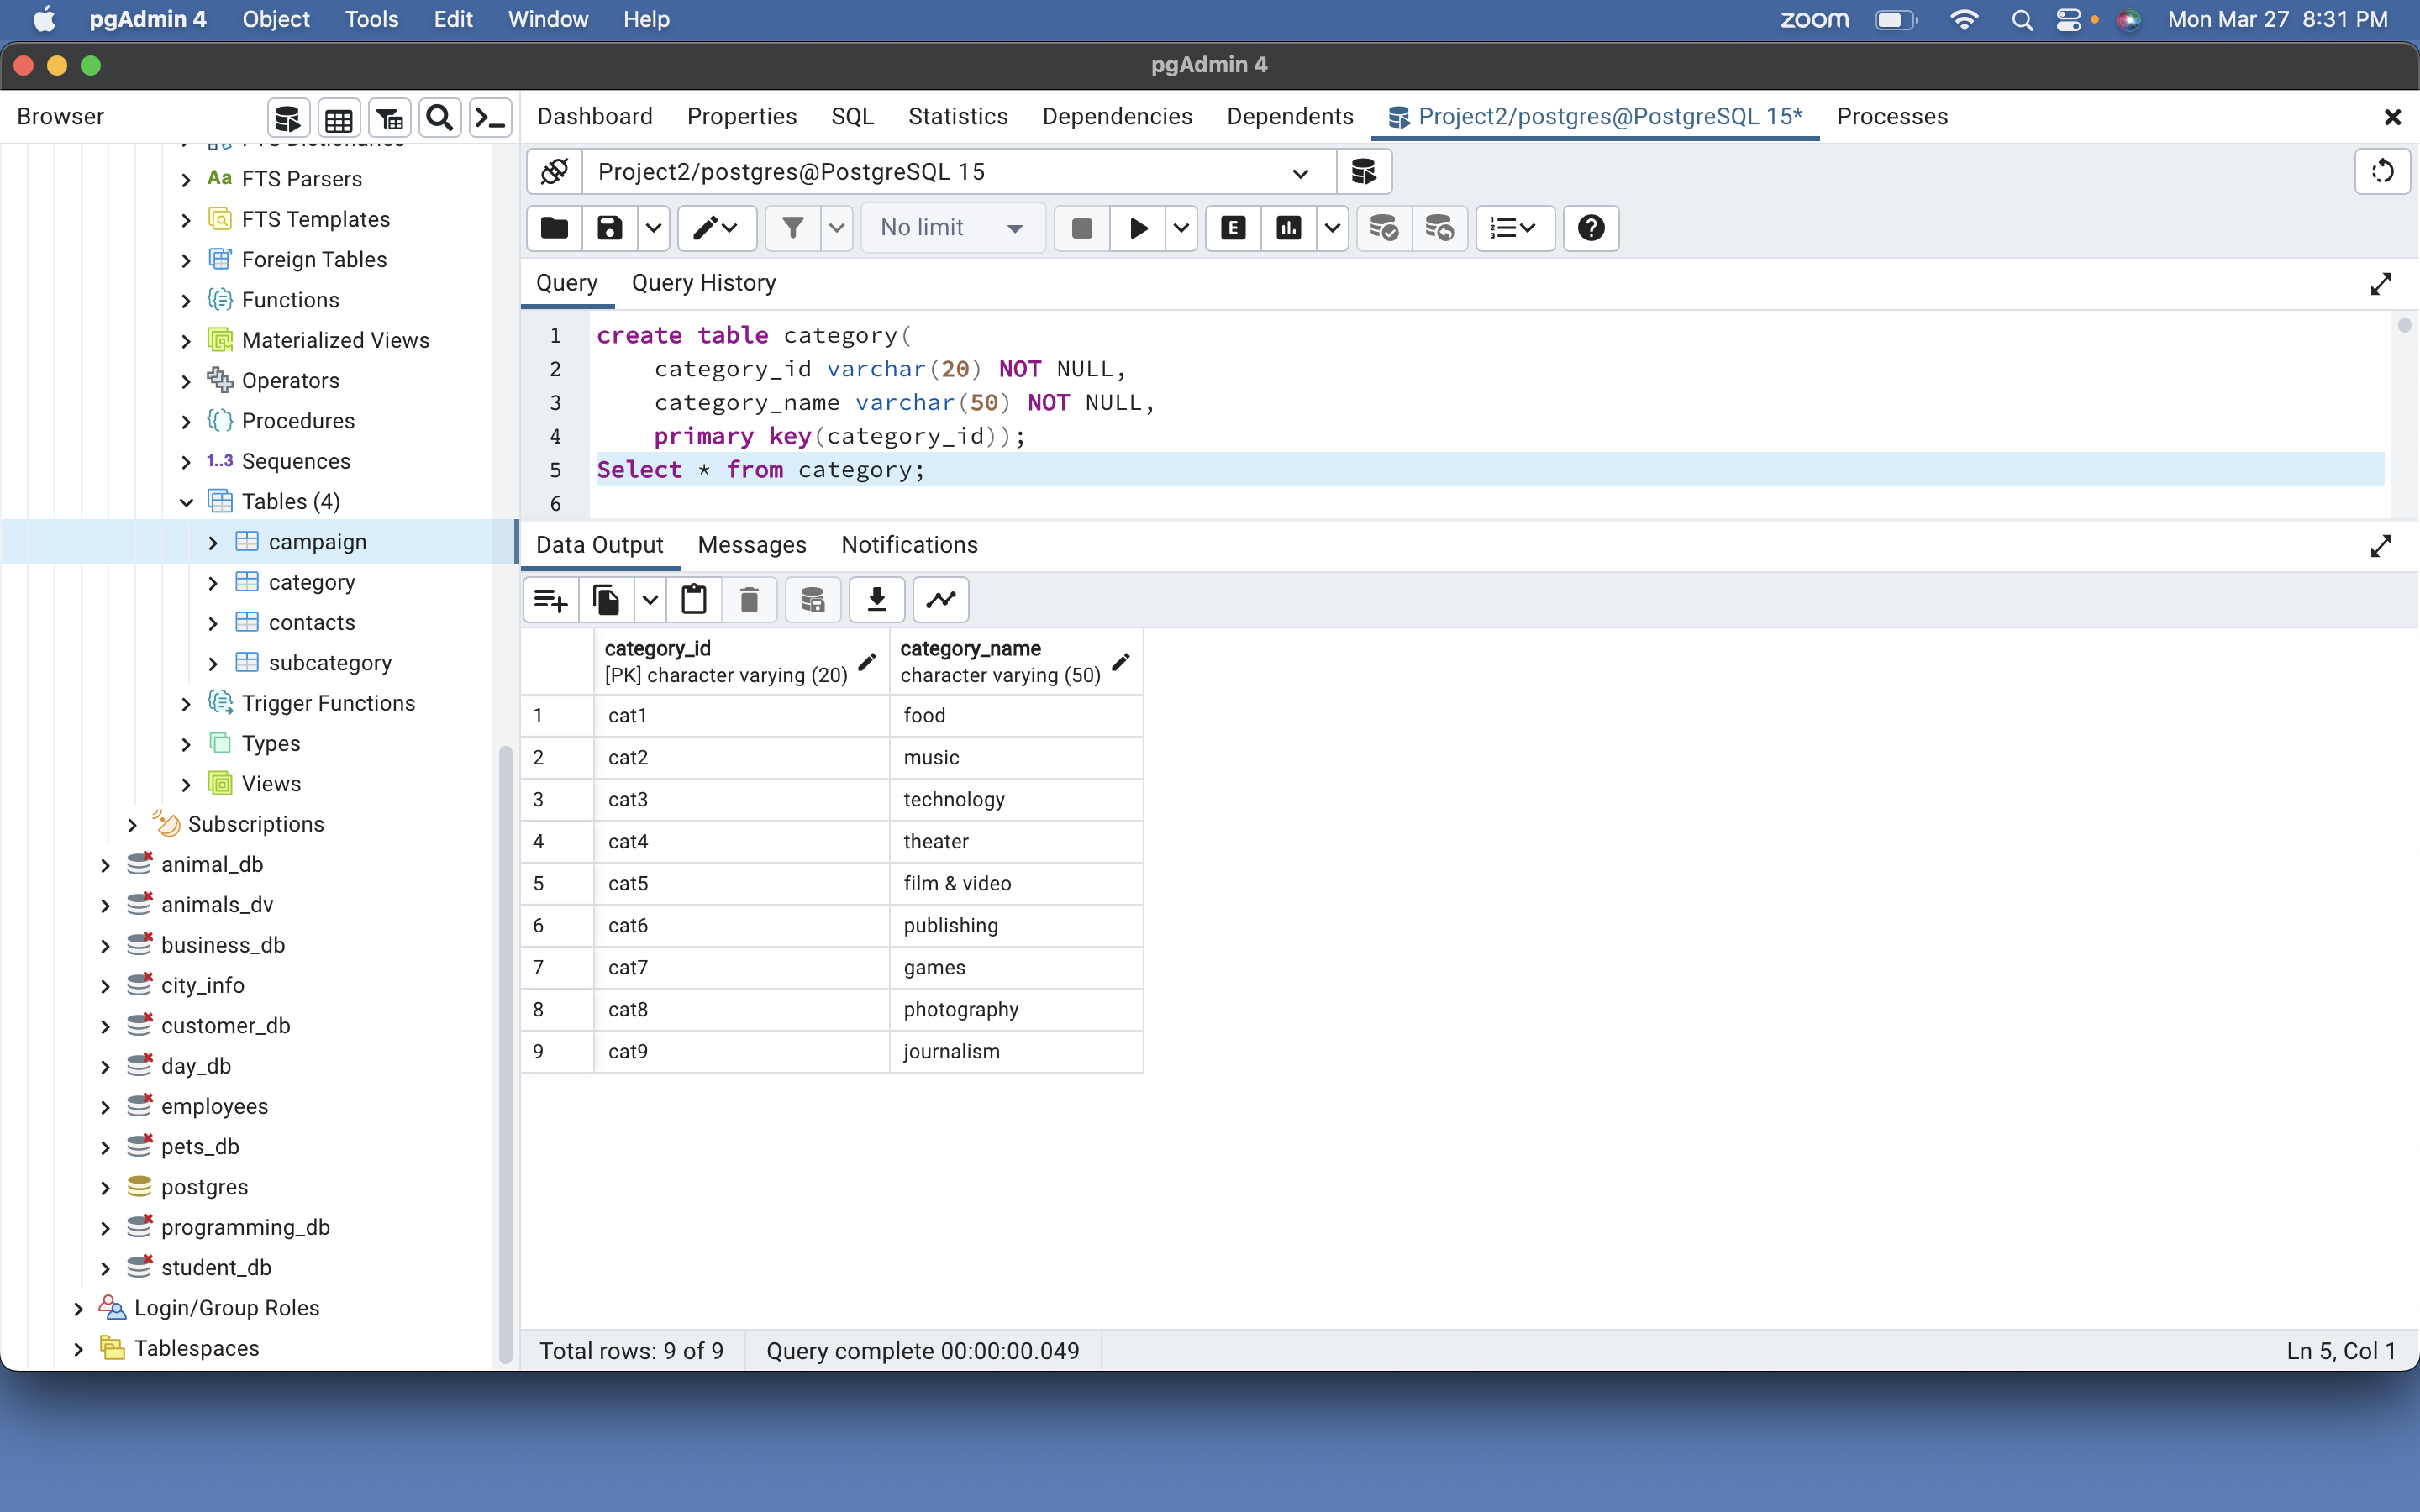 pgAdmin 4 Object Tools Edit Window Help zoom Mon Mar 27 8:31 PM
pgAdmin 4
Browser Dashboard Properties SQL Statistics Dependencies Dependents Project2/postgres@PostgreSQL 15* Processes
Project2/postgres@PostgreSQL 15
No limit
Query Query History
FTS Dictionaries
Aa FTS Parsers
FTS Templates
Foreign Tables
Functions
Materialized Views
Operators
Procedures
1..3 Sequences
Tables (4)
campaign
category
contacts
subcategory
Trigger Functions
Types
Views
Subscriptions
animal_db
animals_dv
business_db
city_info
customer_db
day_db
employees
pets_db
postgres
programming_db
student_db
Login/Group Roles
Tablespaces
1 create table category(
2 category_id varchar(20) NOT NULL,
3 category_name varchar(50) NOT NULL,
4 primary key(category_id));
5 Select * from category;
6
Data Output Messages Notifications
category_id category_name
[PK] character varying (20) character varying (50)
1 cat1 food
2 cat2 music
3 cat3 technology
4 cat4 theater
5 cat5 film & video
6 cat6 publishing
7 cat7 games
8 cat8 photography
9 cat9 journalism
Total rows: 9 of 9 Query complete 00:00:00.049 Ln 5, Col 1